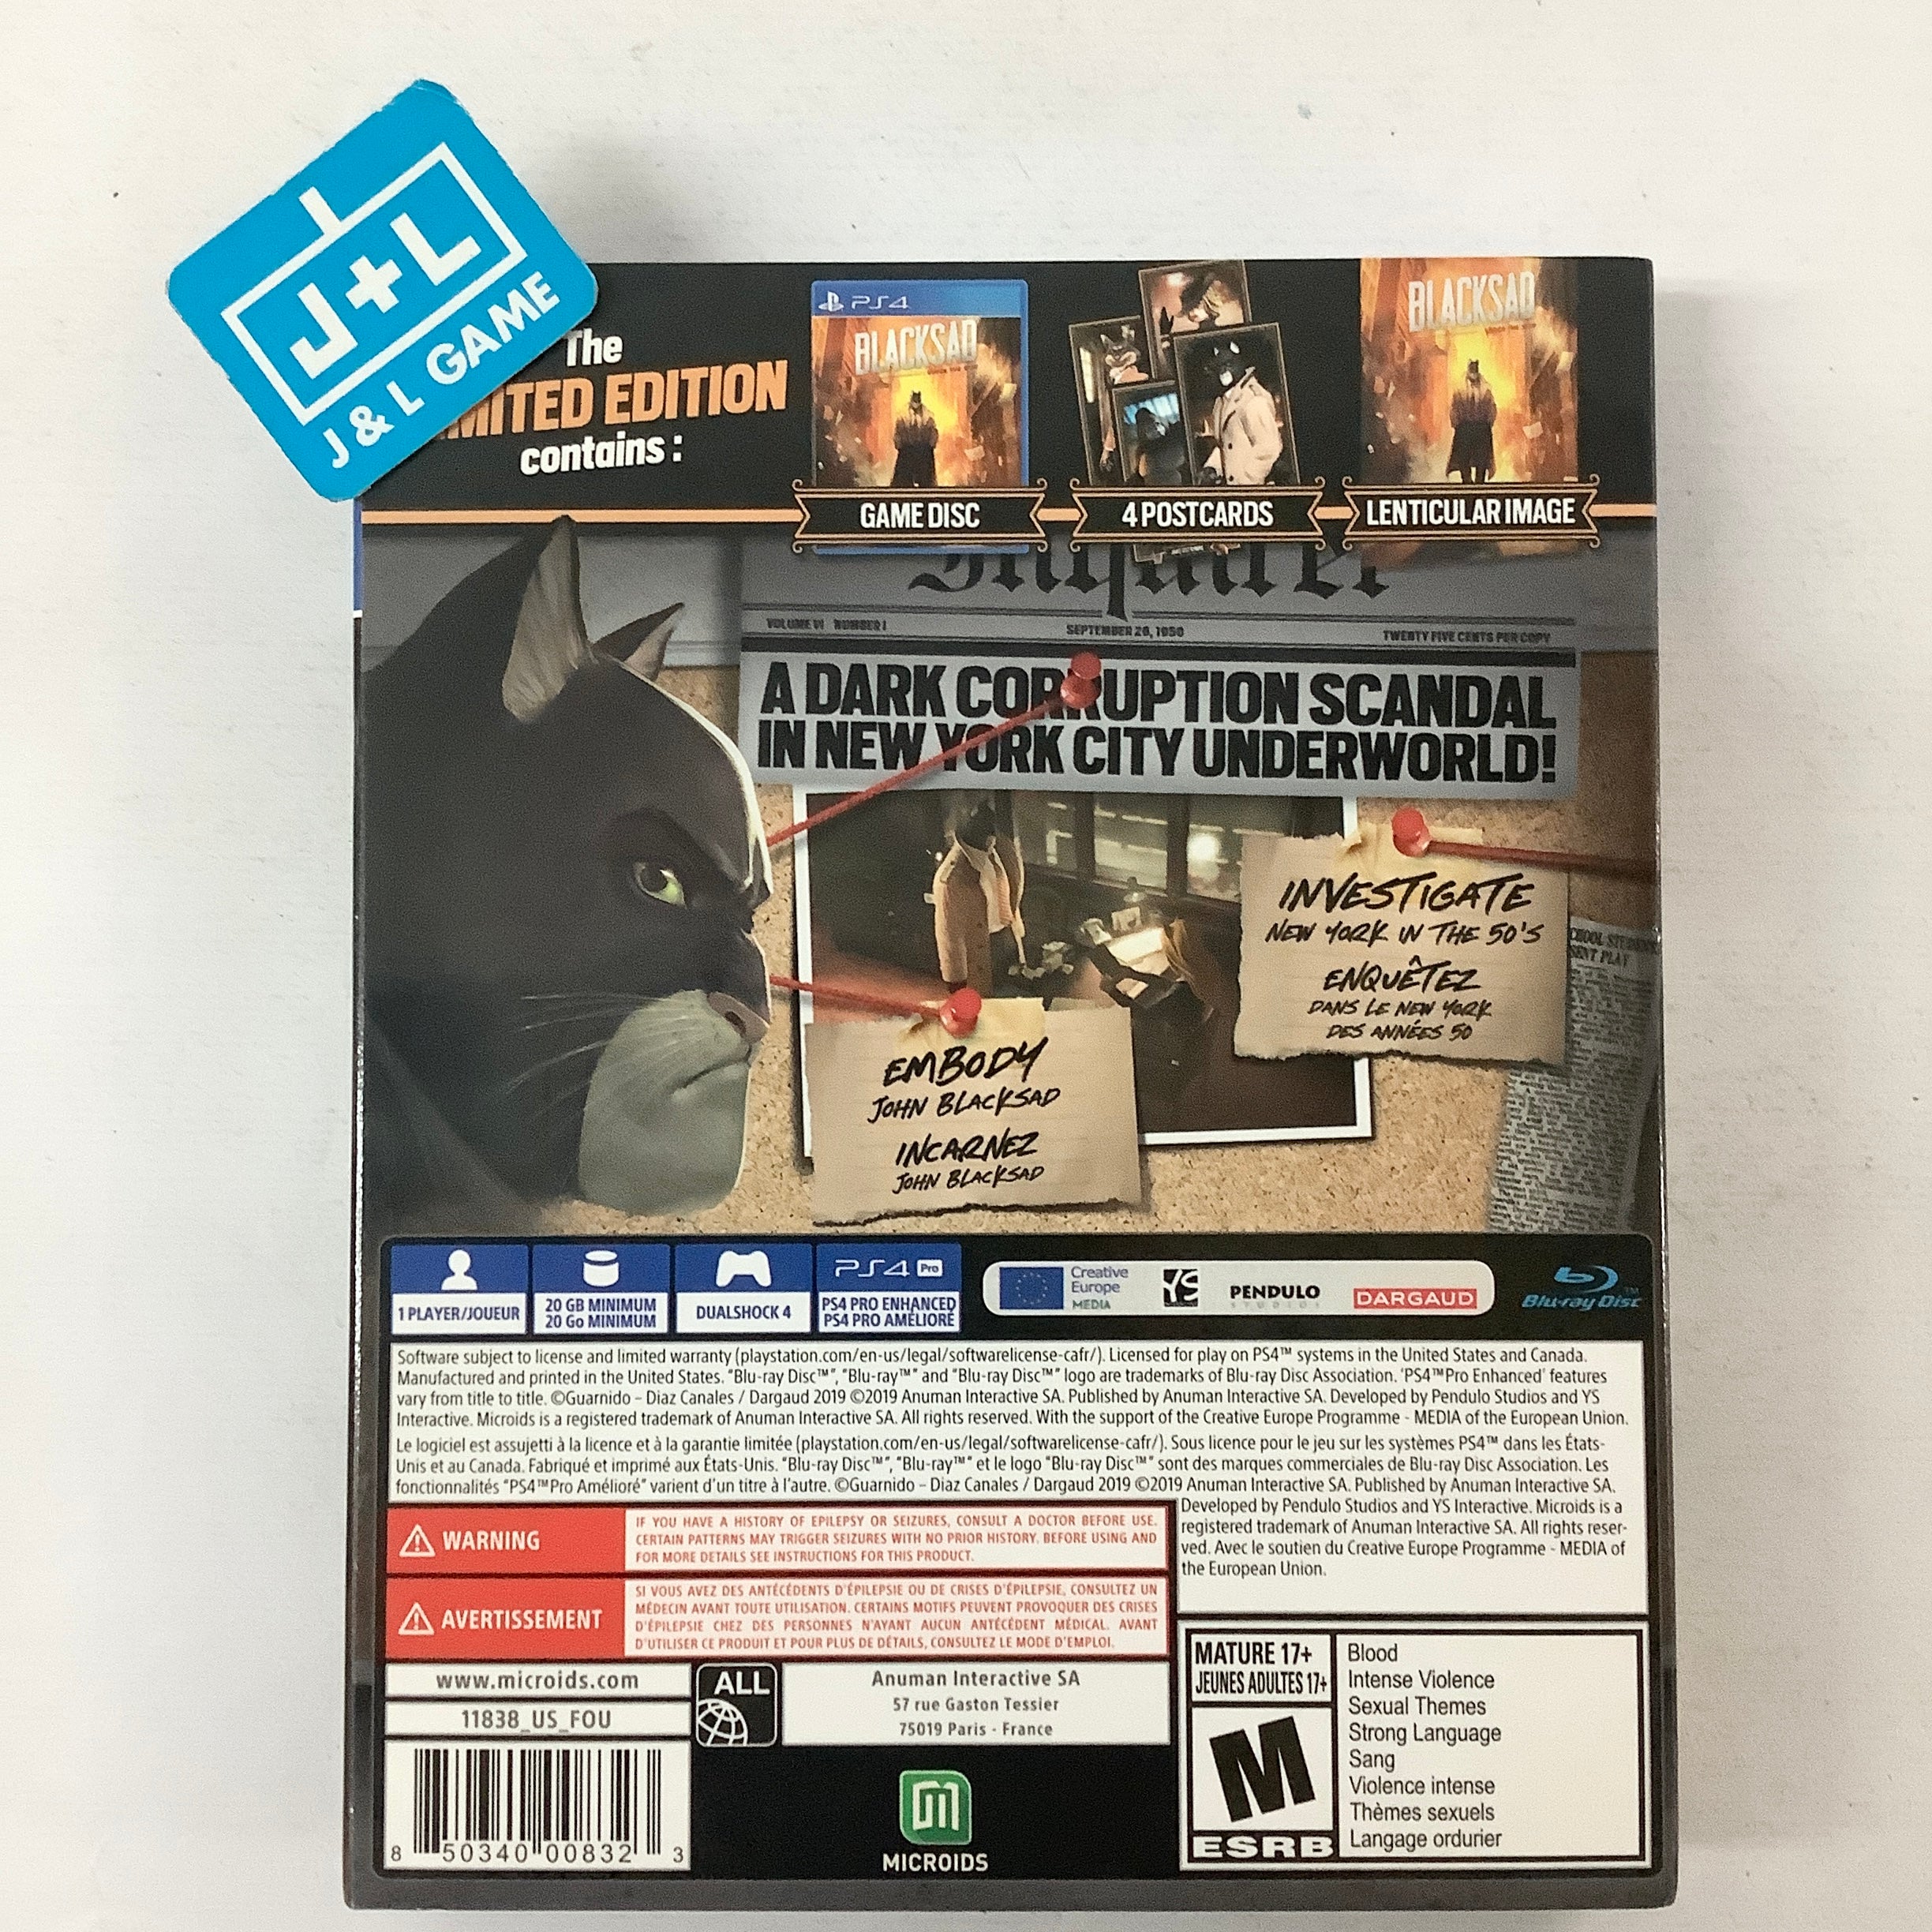 J+L
J & L GAME
The
MITED EDITION
contains :
PS4
BLACKSAD
BLACKSAD
GAME DISC
4 POSTCARDS
LENTICULAR IMAGE
VOLUME VI NUMBER 1
SEPTEMBER 20, 1950
TWENTY FIVE CENTS PER COPY
A DARK CORRUPTION SCANDAL
IN NEW YORK CITY UNDERWORLD!
INVESTIGATE
NEW YORK IN THE 50'S
ENQUÊTEZ
DANS LE NEW YORK
DES ANNÉES 50
EMBODY
JOHN BLACKSAD
INCARNEZ
JOHN BLACKSAD
1 PLAYER/JOUEUR
20 GB MINIMUM
20 Go MINIMUM
DUALSHOCK 4
PS4 Pro
PS4 PRO ENHANCED
PS4 PRO AMÉLIORÉ
Creative
Europe
MEDIA
YS
PENDULO
STUDIOS
DARGAUD
Blu-ray Disc™
Software subject to license and limited warranty (playstation.com/en-us/legal/softwarelicense-cafr/). Licensed for play on PS4™ systems in the United States and Canada.
Manufactured and printed in the United States. "Blu-ray Disc™", "Blu-ray™" and "Blu-ray Disc™" logo are trademarks of Blu-ray Disc Association. 'PS4™Pro Enhanced' features
vary from title to title. ©Guarnido – Diaz Canales / Dargaud 2019 ©2019 Anuman Interactive SA. Published by Anuman Interactive SA. Developed by Pendulo Studios and YS
Interactive. Microids is a registered trademark of Anuman Interactive SA. All rights reserved. With the support of the Creative Europe Programme - MEDIA of the European Union.
Le logiciel est assujetti à la licence et à la garantie limitée (playstation.com/en-us/legal/softwarelicense-cafr/). Sous licence pour le jeu sur les systèmes PS4™ dans les États-
Unis et au Canada. Fabriqué et imprimé aux États-Unis. "Blu-ray Disc™", "Blu-ray™" et le logo "Blu-ray Disc™" sont des marques commerciales de Blu-ray Disc Association. Les
fonctionnalités "PS4™Pro Amélioré" varient d'un titre à l'autre. ©Guarnido – Diaz Canales / Dargaud 2019 ©2019 Anuman Interactive SA. Published by Anuman Interactive SA.
Developed by Pendulo Studios and YS Interactive. Microids is a
registered trademark of Anuman Interactive SA. All rights reser-
ved. Avec le soutien du Creative Europe Programme - MEDIA of
the European Union.
WARNING
IF YOU HAVE A HISTORY OF EPILEPSY OR SEIZURES, CONSULT A DOCTOR BEFORE USE.
CERTAIN PATTERNS MAY TRIGGER SEIZURES WITH NO PRIOR HISTORY. BEFORE USING AND
FOR MORE DETAILS SEE INSTRUCTIONS FOR THIS PRODUCT.
AVERTISSEMENT
SI VOUS AVEZ DES ANTÉCÉDENTS D'ÉPILEPSIE OU DE CRISES D'ÉPILEPSIE, CONSULTEZ UN
MÉDECIN AVANT TOUTE UTILISATION. CERTAINS MOTIFS PEUVENT PROVOQUER DES CRISES
D'ÉPILEPSIE CHEZ DES PERSONNES N'AYANT AUCUN ANTÉCÉDENT MÉDICAL. AVANT
D'UTILISER CE PRODUIT ET POUR PLUS DE DÉTAILS, CONSULTEZ LE MODE D'EMPLOI.
www.microids.com
11838_US_FOU
ALL
Anuman Interactive SA
57 rue Gaston Tessier
75019 Paris - France
8 50340 00832 3
MICROIDS
MATURE 17+
JEUNES ADULTES 17+
M
ESRB
Blood
Intense Violence
Sexual Themes
Strong Language
Sang
Violence intense
Thèmes sexuels
Langage ordurier